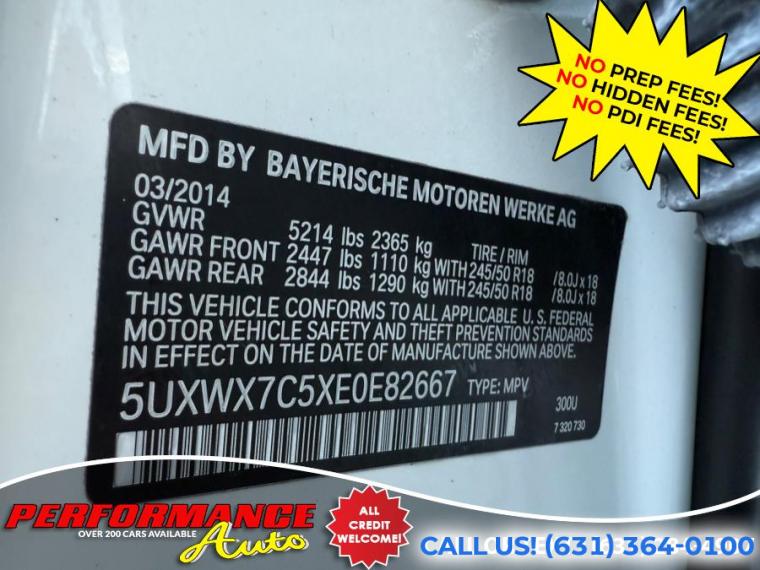 NO PREP FEES!
NO HIDDEN FEES!
NO PDI FEES!
MFD BY BAYERISCHE MOTOREN WERKE AG
03/2014
GVWR 5214 lbs 2365 kg TIRE / RIM
GAWR FRONT 2447 lbs 1110 kg WITH 245/50 R18 / 8.0J x 18
GAWR REAR 2844 lbs 1290 kg WITH 245/50 R18 / 8.0J x 18
THIS VEHICLE CONFORMS TO ALL APPLICABLE U. S. FEDERAL
MOTOR VEHICLE SAFETY AND THEFT PREVENTION STANDARDS
IN EFFECT ON THE DATE OF MANUFACTURE SHOWN ABOVE.
5UXWX7C5XE0E82667 TYPE: MPV
300U
7 320 730
PERFORMANCE
OVER 200 CARS AVAILABLE
Auto
ALL
CREDIT
WELCOME!
CALL US! (631) 364-0100